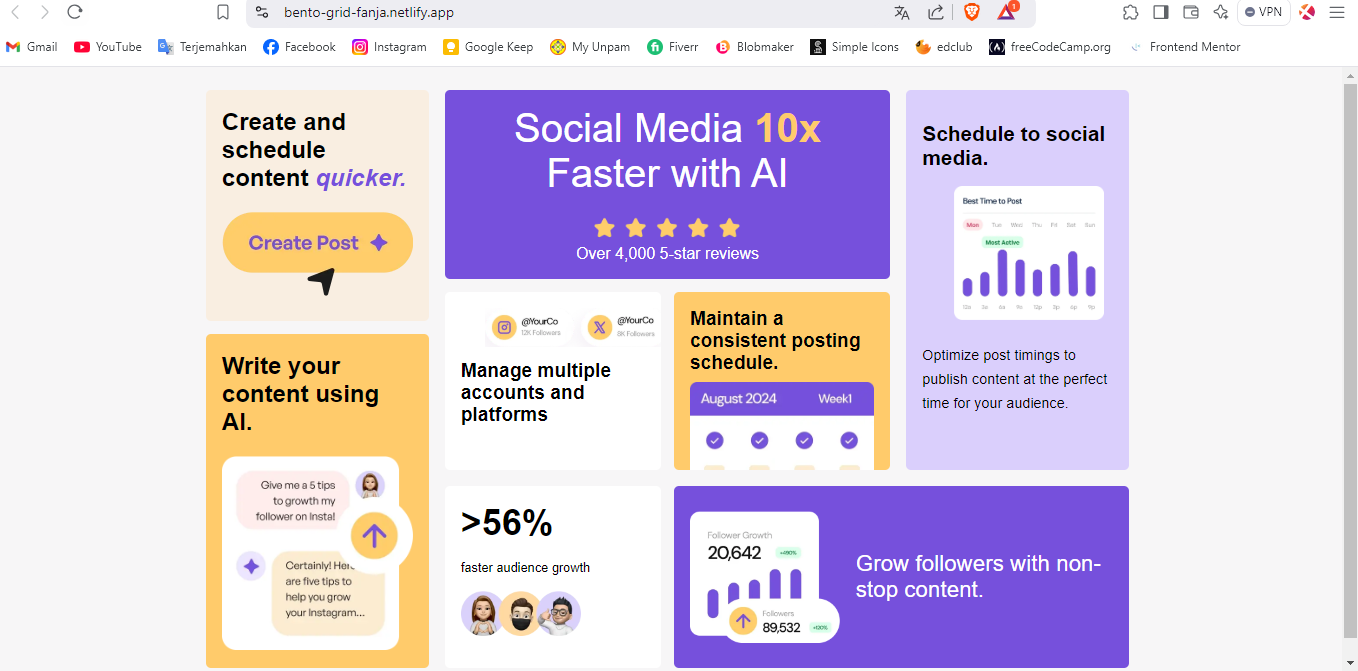 bento-grid-fanja.netlify.app
1
VPN
Gmail
YouTube
Terjemahkan
Facebook
Instagram
Google Keep
My Unpam
Fiverr
Blobmaker
Simple Icons
edclub
freeCodeCamp.org
Frontend Mentor
Create and
schedule
content quicker.
Create Post
Write your
content using
AI.
Give me a 5 tips
to growth my
follower on Insta!
Certainly! Here
are five tips to
help you grow
your Instagram...
Social Media 10x
Faster with AI
Over 4,000 5-star reviews
@YourCo
12K Followers
@YourCo
8K Followers
Manage multiple
accounts and
platforms
Maintain a
consistent posting
schedule.
August 2024 Week1
>56%
faster audience growth
Schedule to social
media.
Best Time to Post
Mon Tue Wed Thu Fri Sat Sun
Most Active
Optimize post timings to
publish content at the perfect
time for your audience.
Follower Growth
20,642
Followers
89,532
Grow followers with non-
stop content.